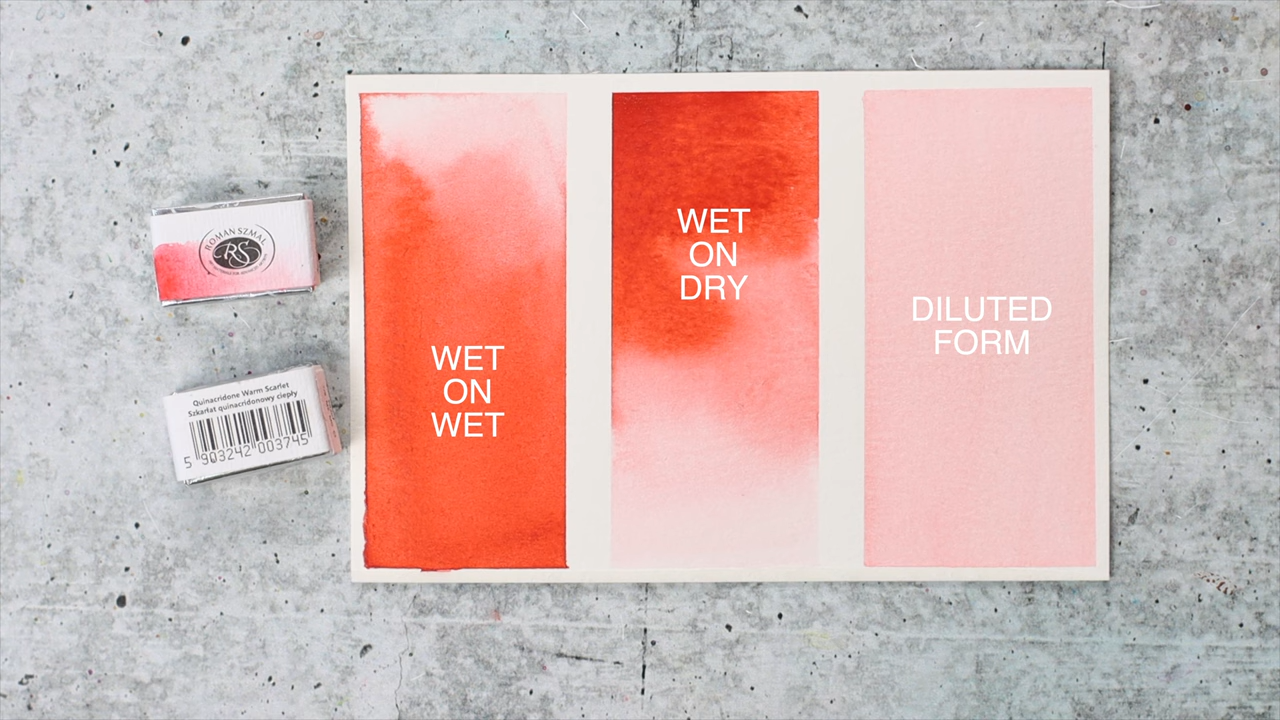 ROMAN SZMAL
RS
Quinacridone Warm Scarlet
Szkarłat quinacridonowy ciepły
5 903242 003745
WET
ON
WET
WET
ON
DRY
DILUTED
FORM